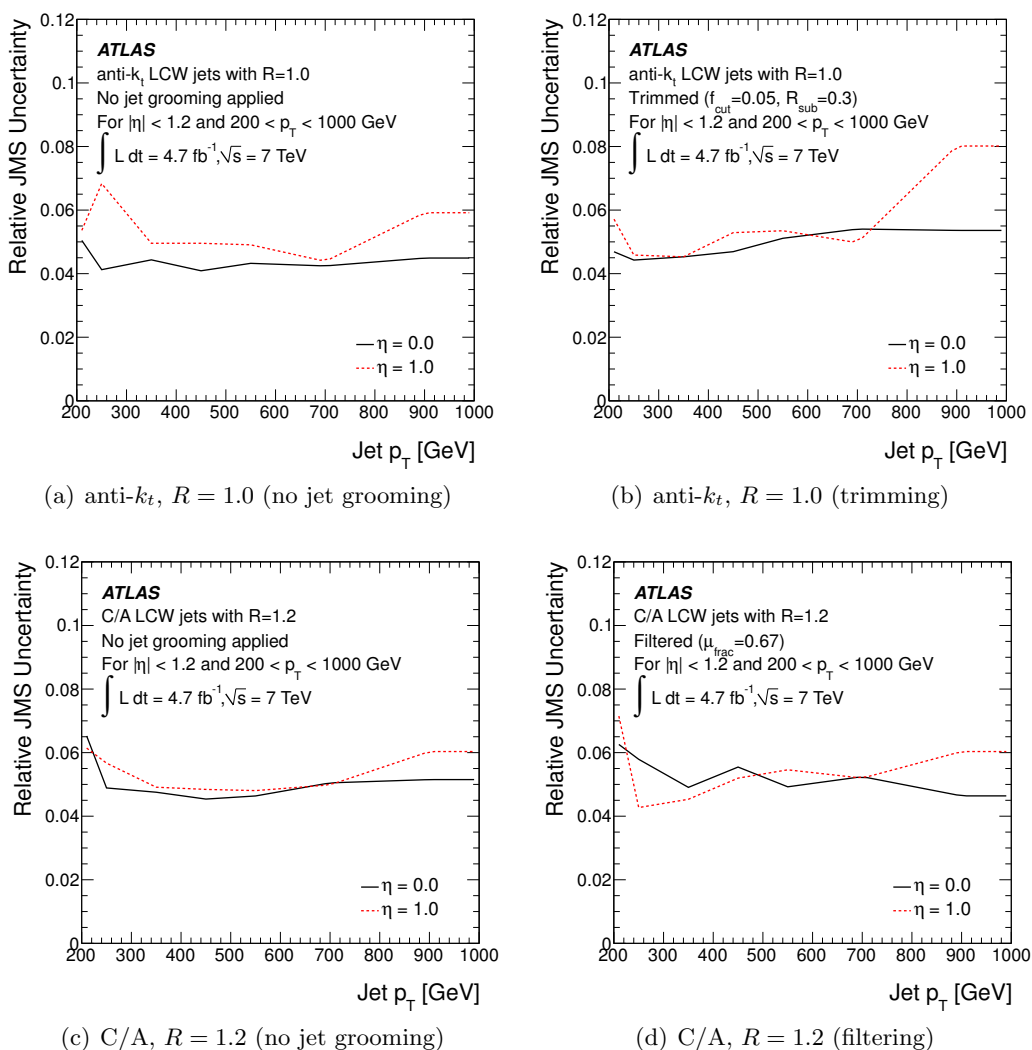 Relative JMS Uncertainty
0.12
0.1
0.08
0.06
0.04
0.02
0
ATLAS
anti-k_t LCW jets with R=1.0
No jet grooming applied
For |η| < 1.2 and 200 < p_T < 1000 GeV
∫ L dt = 4.7 fb⁻¹,√s = 7 TeV
η = 0.0
η = 1.0
200 300 400 500 600 700 800 900 1000
Jet p_T [GeV]
(a) anti-k_t, R = 1.0 (no jet grooming)
Relative JMS Uncertainty
0.12
0.1
0.08
0.06
0.04
0.02
0
ATLAS
anti-k_t LCW jets with R=1.0
Trimmed (f_cut=0.05, R_sub=0.3)
For |η| < 1.2 and 200 < p_T < 1000 GeV
∫ L dt = 4.7 fb⁻¹,√s = 7 TeV
η = 0.0
η = 1.0
200 300 400 500 600 700 800 900 1000
Jet p_T [GeV]
(b) anti-k_t, R = 1.0 (trimming)
Relative JMS Uncertainty
0.12
0.1
0.08
0.06
0.04
0.02
0
ATLAS
C/A LCW jets with R=1.2
No jet grooming applied
For |η| < 1.2 and 200 < p_T < 1000 GeV
∫ L dt = 4.7 fb⁻¹,√s = 7 TeV
η = 0.0
η = 1.0
200 300 400 500 600 700 800 900 1000
Jet p_T [GeV]
(c) C/A, R = 1.2 (no jet grooming)
Relative JMS Uncertainty
0.12
0.1
0.08
0.06
0.04
0.02
0
ATLAS
C/A LCW jets with R=1.2
Filtered (μ_frac=0.67)
For |η| < 1.2 and 200 < p_T < 1000 GeV
∫ L dt = 4.7 fb⁻¹,√s = 7 TeV
η = 0.0
η = 1.0
200 300 400 500 600 700 800 900 1000
Jet p_T [GeV]
(d) C/A, R = 1.2 (filtering)